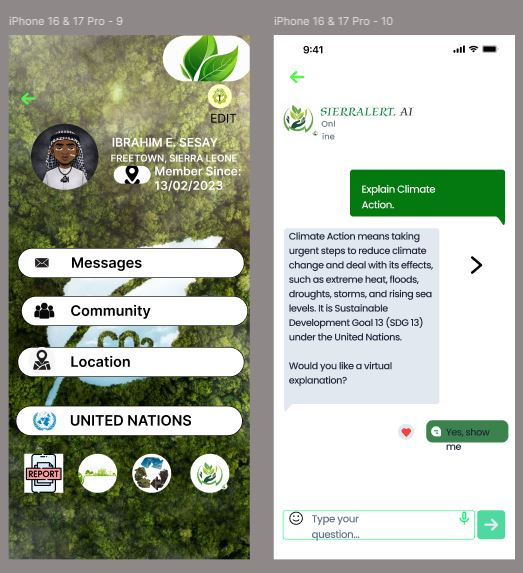 iPhone 16 & 17 Pro - 9
EDIT
IBRAHIM E. SESAY
FREETOWN, SIERRA LEONE
Member Since:
13/02/2023
Messages
CO2
Community
Location
UNITED NATIONS
REPORT
iPhone 16 & 17 Pro - 10
9:41
SIERRALERT. AI
Onl
ine
Explain Climate
Action.
Climate Action means taking
urgent steps to reduce climate
change and deal with its effects,
such as extreme heat, floods,
droughts, storms, and rising sea
levels. It is Sustainable
Development Goal 13 (SDG 13)
under the United Nations.
Would you like a virtual
explanation?
Yes, show
me
Type your
question...